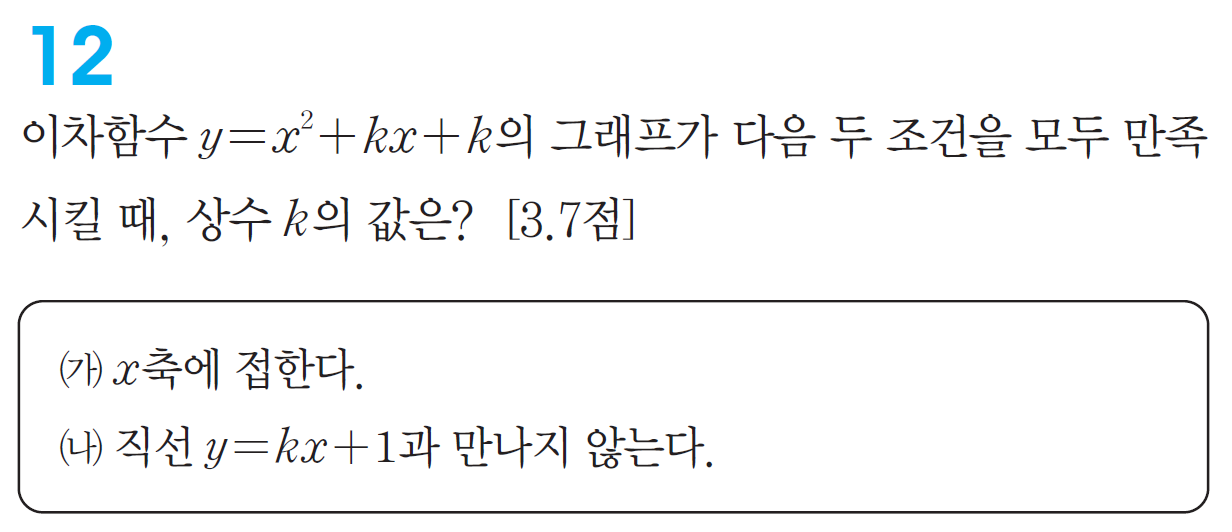 12
이차함수 y=x²+kx+k의 그래프가 다음 두 조건을 모두 만족
시킬 때, 상수 k의 값은? [3.7점]
㈎ x축에 접한다.
㈏ 직선 y=kx+1과 만나지 않는다.